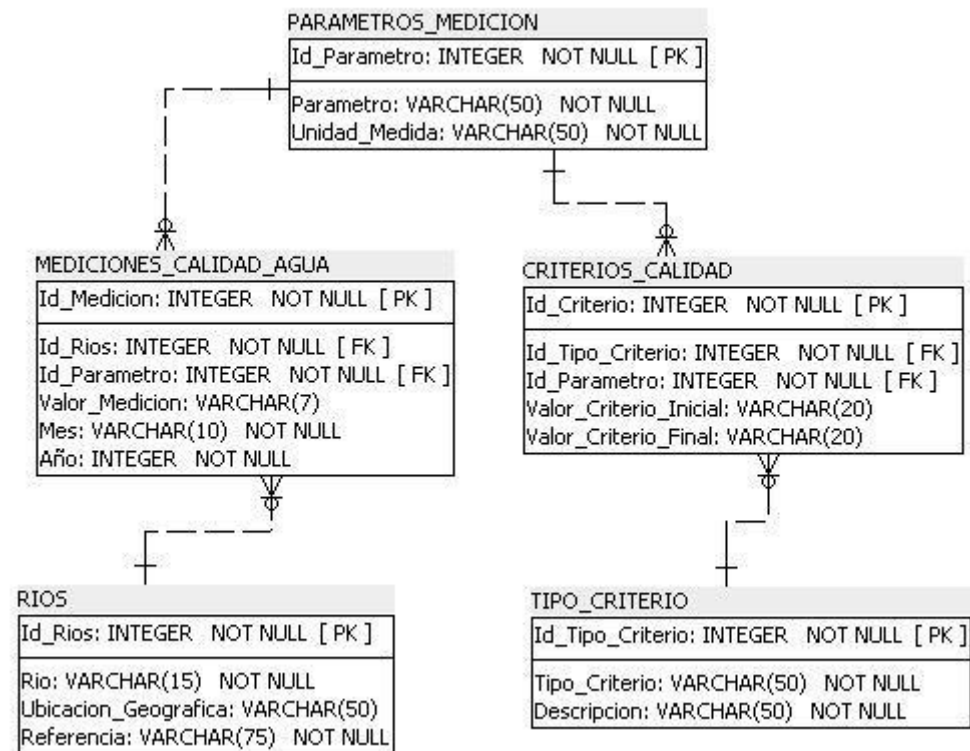 PARAMETROS_MEDICION
Id_Parametro: INTEGER NOT NULL [ PK ]
Parametro: VARCHAR(50) NOT NULL
Unidad_Medida: VARCHAR(50) NOT NULL
MEDICIONES_CALIDAD_AGUA
Id_Medicion: INTEGER NOT NULL [ PK ]
Id_Rios: INTEGER NOT NULL [ FK ]
Id_Parametro: INTEGER NOT NULL [ FK ]
Valor_Medicion: VARCHAR(7)
Mes: VARCHAR(10) NOT NULL
Año: INTEGER NOT NULL
CRITERIOS_CALIDAD
Id_Criterio: INTEGER NOT NULL [ PK ]
Id_Tipo_Criterio: INTEGER NOT NULL [ FK ]
Id_Parametro: INTEGER NOT NULL [ FK ]
Valor_Criterio_Inicial: VARCHAR(20)
Valor_Criterio_Final: VARCHAR(20)
RIOS
Id_Rios: INTEGER NOT NULL [ PK ]
Rio: VARCHAR(15) NOT NULL
Ubicacion_Geografica: VARCHAR(50)
Referencia: VARCHAR(75) NOT NULL
TIPO_CRITERIO
Id_Tipo_Criterio: INTEGER NOT NULL [ PK ]
Tipo_Criterio: VARCHAR(50) NOT NULL
Descripcion: VARCHAR(50) NOT NULL